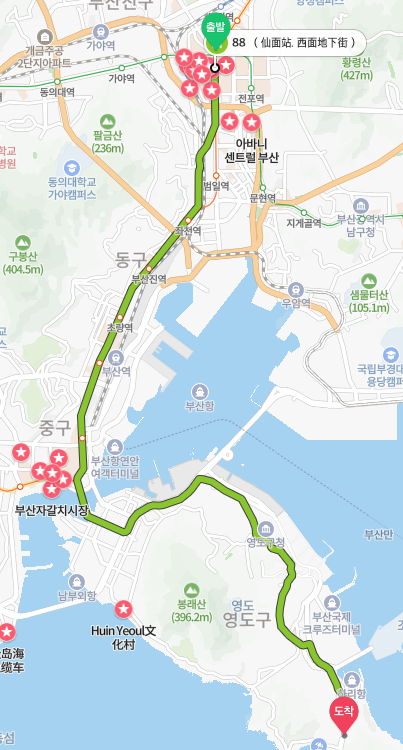 부산진구
개금주공
2단지아파트
가야역
출발
88 ( 仙面站. 西面地下街 )
황령산
(427m)
가야역
동의대역
전포역
팔금산
(236m)
아바니
센트럴 부산
동의대학교
가야캠퍼스
범일역
문현역
부산광역시
남구청
지게골역
좌천역
구봉산
(404.5m)
동구
부산진역
샘물터산
(105.1m)
우암역
초량역
부산역
국립부경대
용당캠퍼
부산항
중구
부산항연안
여객터미널
부산자갈치시장
부산만
영도구청
남부외항
봉래산
(396.2m)
영도
영도구
부산국제
크루즈터미널
Huin Yeoul文
化村
岛海
缆车
하리항
도착